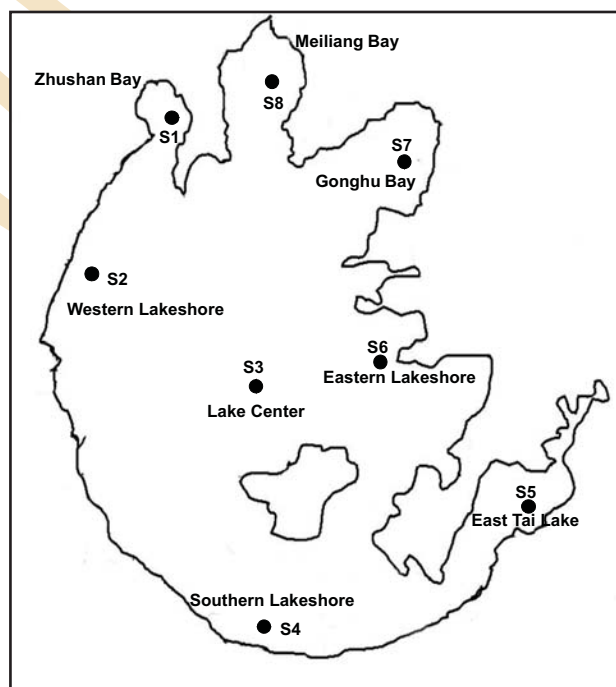 Meiliang Bay
Zhushan Bay
S8
S1
S7
Gonghu Bay
S2
Western Lakeshore
S6
S3
Eastern Lakeshore
Lake Center
S5
East Tai Lake
Southern Lakeshore
S4